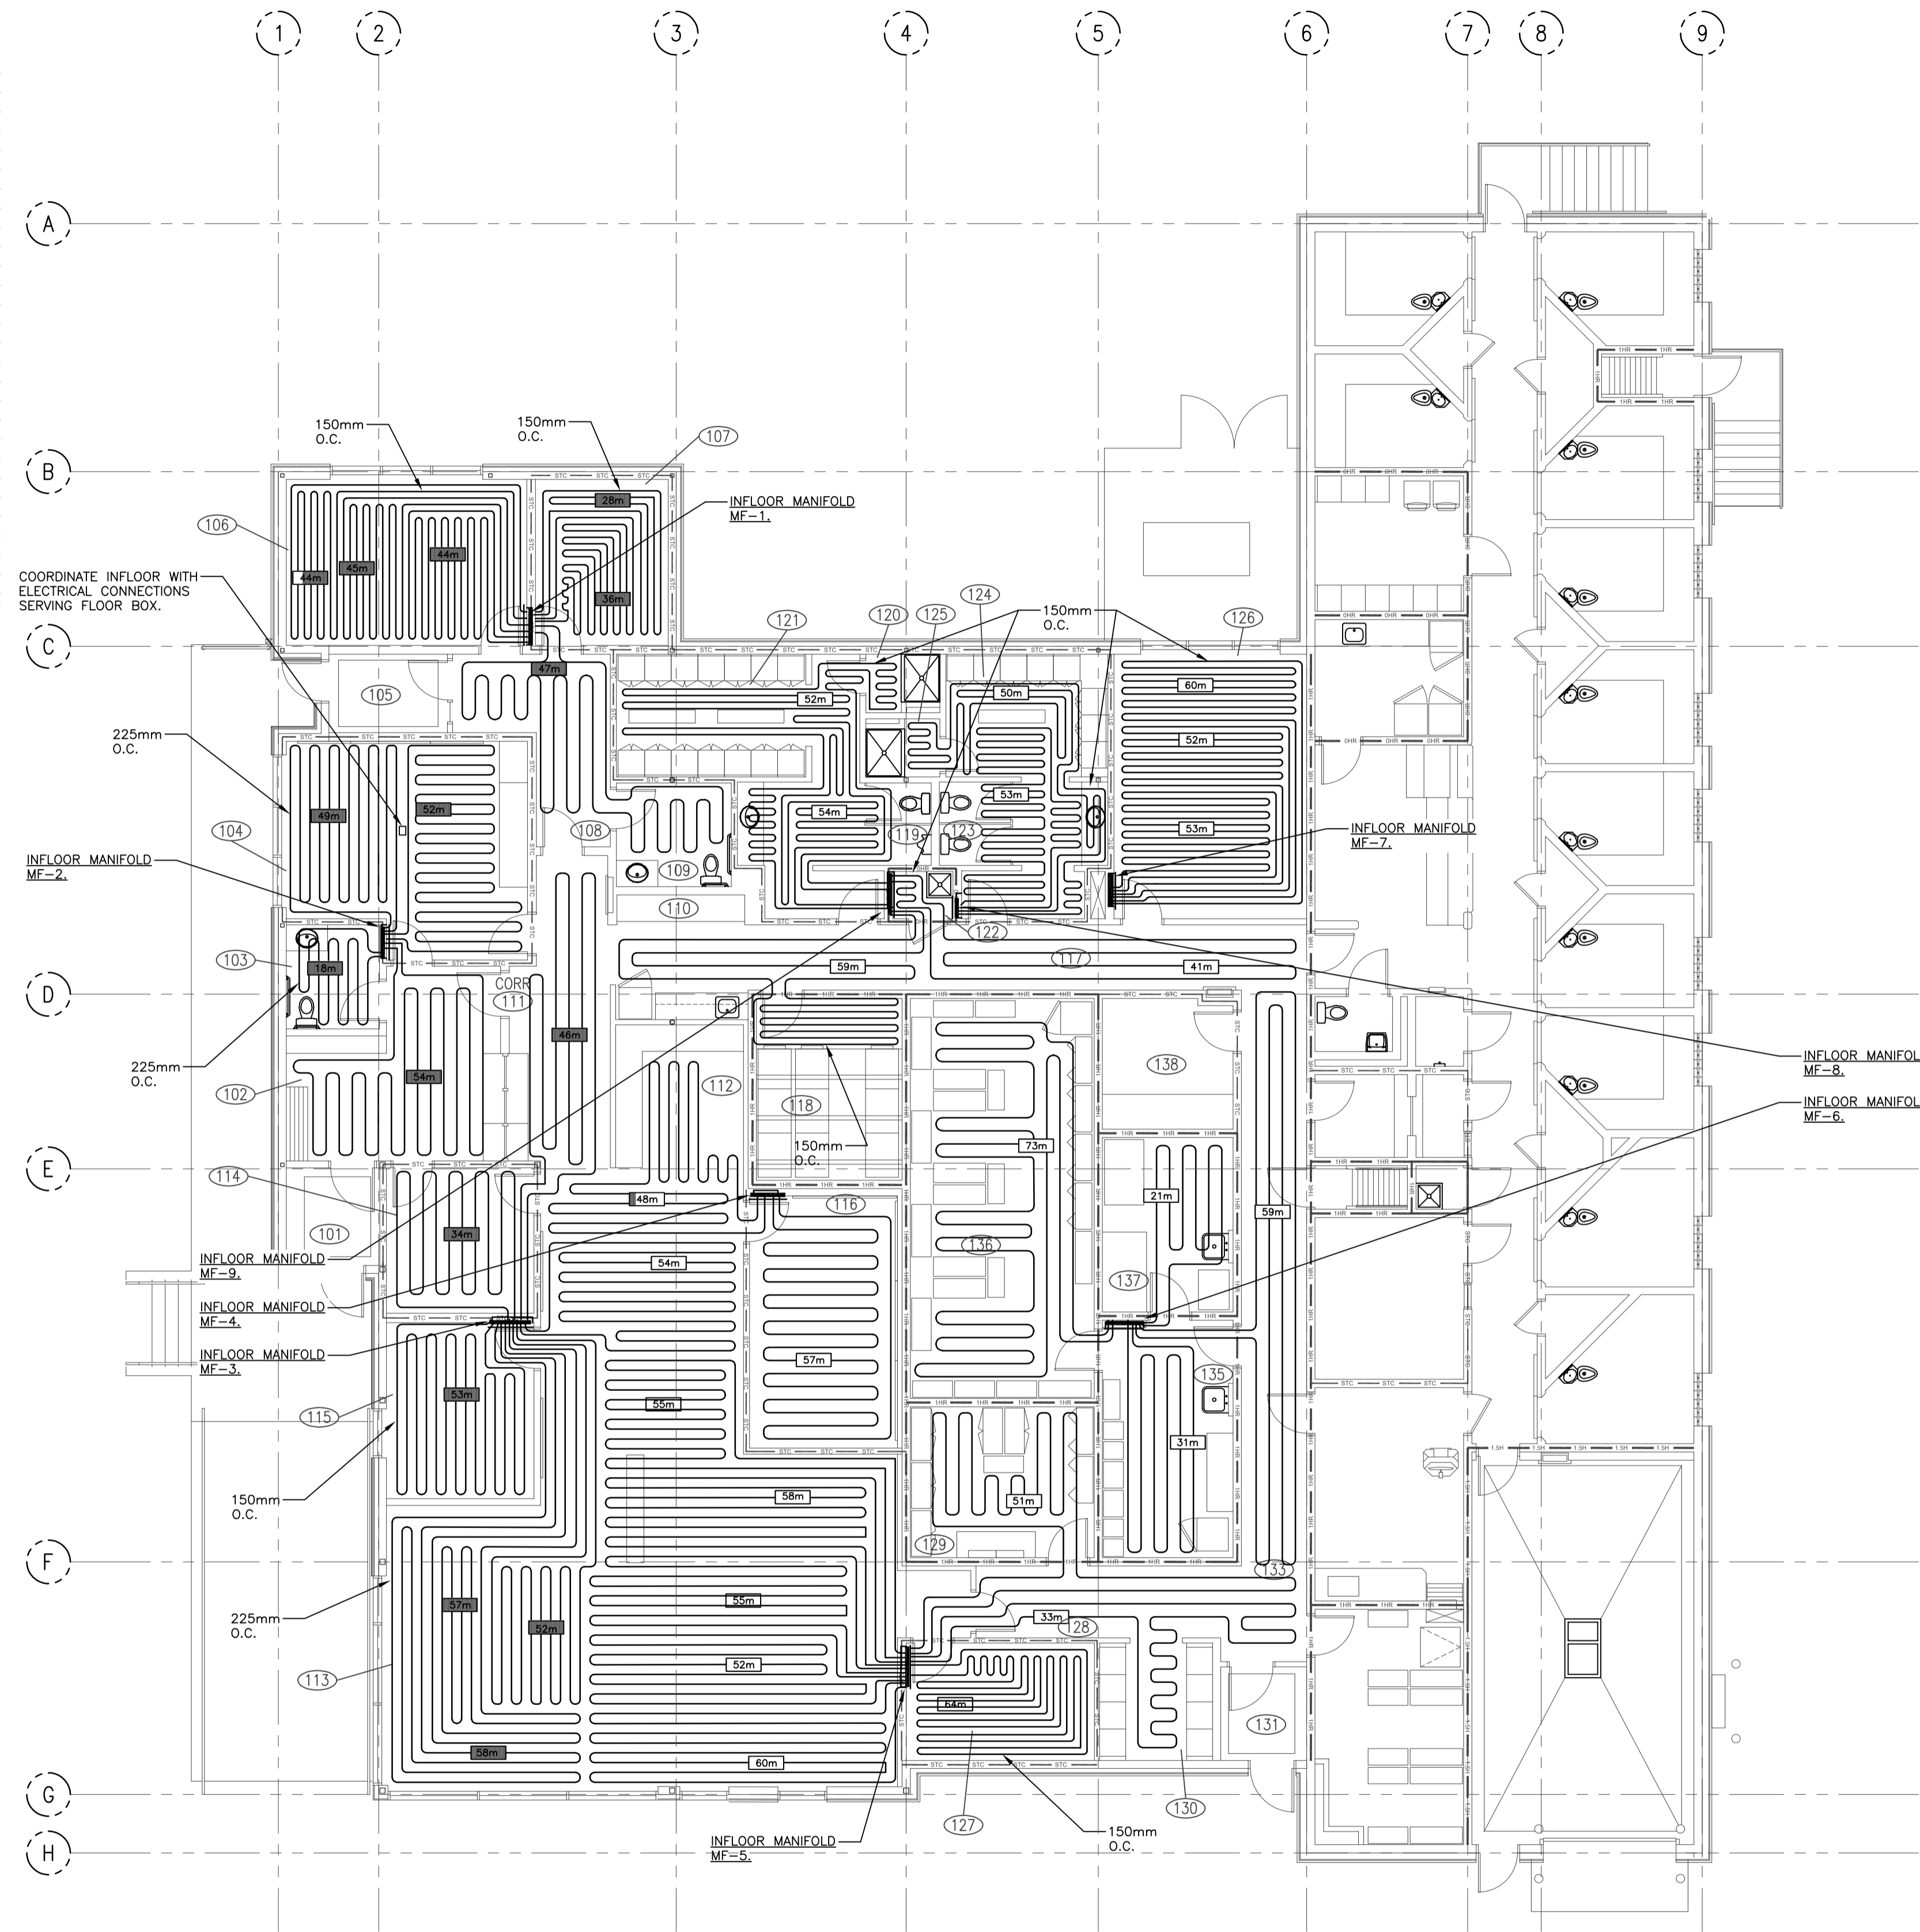 1 2 3 4 5 6 7 8 9
A
B
C
D
E
F
G
H
150mm
O.C.
150mm
O.C.
107
INFLOOR MANIFOLD
MF-1.
106
28m
44m
45m
44m
36m
COORDINATE INFLOOR WITH
ELECTRICAL CONNECTIONS
SERVING FLOOR BOX.
121
120
125
124
150mm
O.C.
126
105
47m
52m
50m
60m
225mm
O.C.
52m
49m
52m
54m
53m
53m
104
108
119
123
INFLOOR MANIFOLD
MF-7.
INFLOOR MANIFOLD
MF-2.
109
110
122
103
18m
59m
117
41m
CORR
111
225mm
O.C.
102
54m
46m
112
118
150mm
O.C.
138
INFLOOR MANIFOL
MF-8.
INFLOOR MANIFOL
MF-6.
73m
114
101
34m
48m
116
21m
59m
136
137
54m
INFLOOR MANIFOLD
MF-9.
INFLOOR MANIFOLD
MF-4.
INFLOOR MANIFOLD
MF-3.
57m
135
115
53m
55m
31m
150mm
O.C.
58m
51m
129
133
225mm
O.C.
57m
52m
55m
33m
128
113
52m
64m
58m
60m
131
127
130
150mm
O.C.
INFLOOR MANIFOLD
MF-5.
STC
1HR
0HR
1.5H